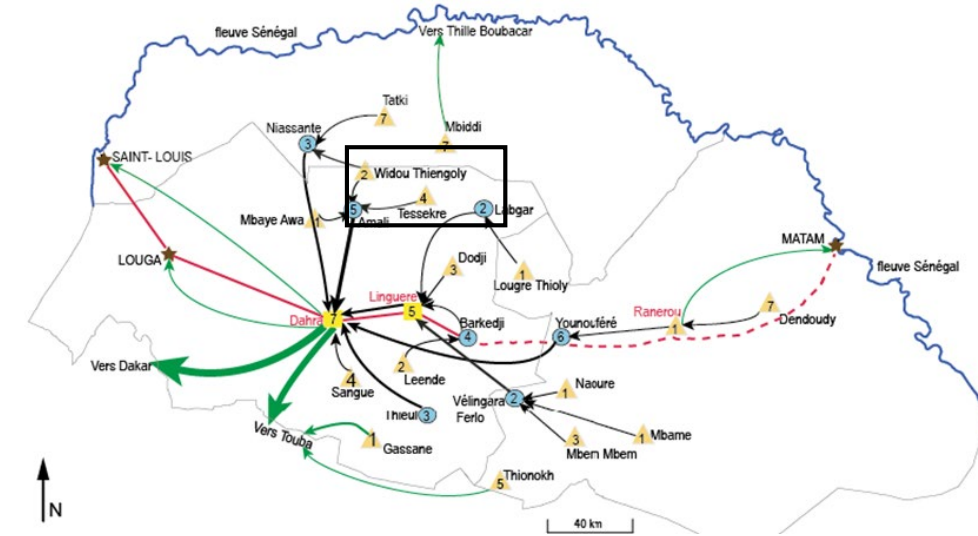 fleuve Sénégal
Vers Thille Boubacar
Tatki
7
Niassante
3
Mbiddi
7
SAINT- LOUIS
2 Widou Thiengoly
4
Tessekre
5
Amali
2 Labgar
Mbaye Awa 1
MATAM
LOUGA
Dodji
3
fleuve Sénégal
1
Lougre Thioly
Linguere
5
Dahra 7
Ranerou
1
7
Dendoudy
Barkedji
4
Younouféré
6
Vers Dakar
2
Leende
4
Sangue
Naoure
1
Vélingara 2
Ferlo
Thieul 3
Vers Touba
1
Gassane
3
Mbem Mbem
1 Mbame
Thionokh
5
N
40 km